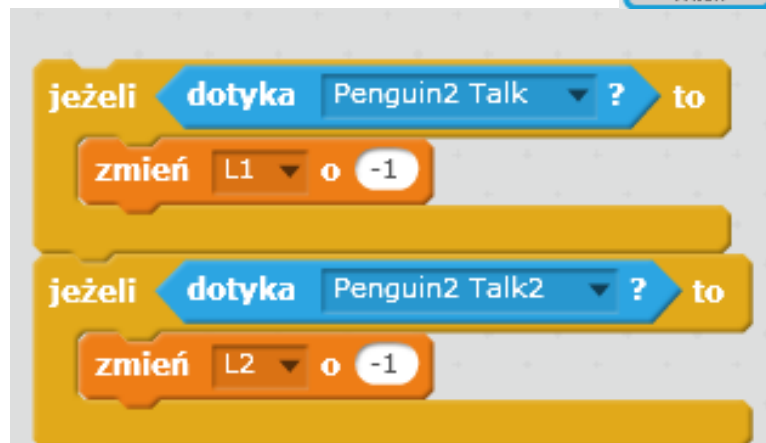 jeżeli dotyka Penguin2 Talk ? to
zmień L1 o -1
jeżeli dotyka Penguin2 Talk2 ? to
zmień L2 o -1